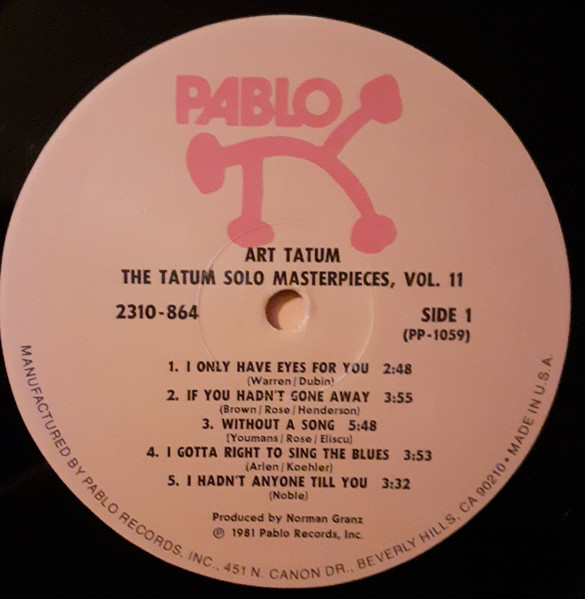 PABLO
ART TATUM
THE TATUM SOLO MASTERPIECES, VOL. 11
2310-864 SIDE 1
(PP-1059)
1. I ONLY HAVE EYES FOR YOU 2:48
(Warren/Dubin)
2. IF YOU HADN'T GONE AWAY 3:55
(Brown/Rose/Henderson)
3. WITHOUT A SONG 5:48
(Youmans/Rose/Eliscu)
4. I GOTTA RIGHT TO SING THE BLUES 3:53
(Arlen/Koehler)
5. I HADN'T ANYONE TILL YOU 3:32
(Noble)
Produced by Norman Granz
℗ 1981 Pablo Records, Inc.
MANUFACTURED BY PABLO RECORDS, INC., 451 N. CANON DR., BEVERLY HILLS, CA 90210 • MADE IN U.S.A.